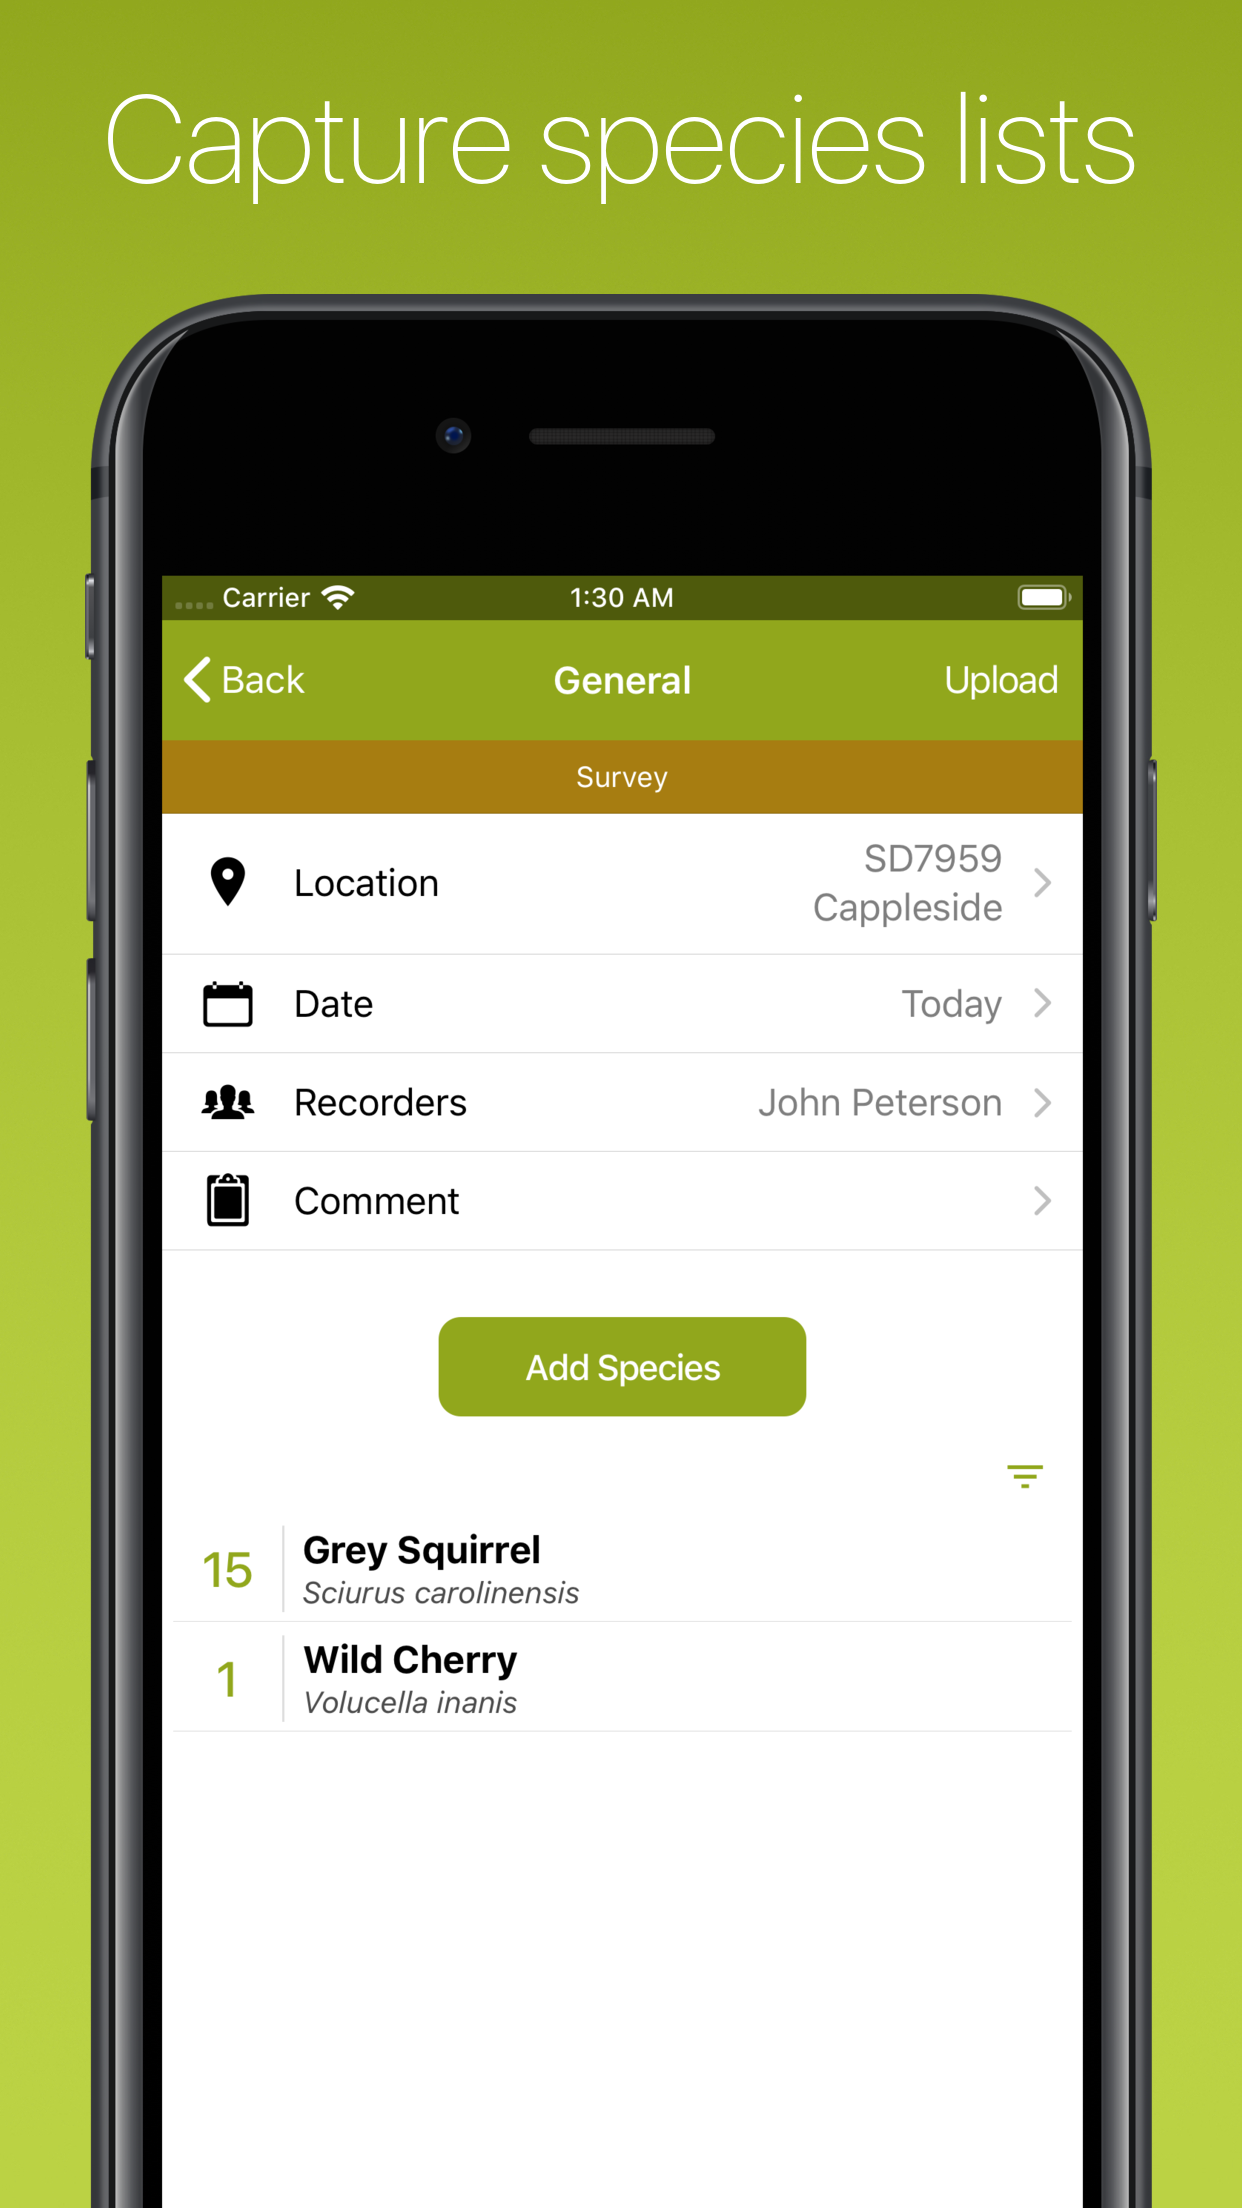 Capture species lists
Carrier 1:30 AM
Back General Upload
Survey
Location SD7959
Cappleside
Date Today
Recorders John Peterson
Comment
Add Species
15 Grey Squirrel
Sciurus carolinensis
1 Wild Cherry
Volucella inanis